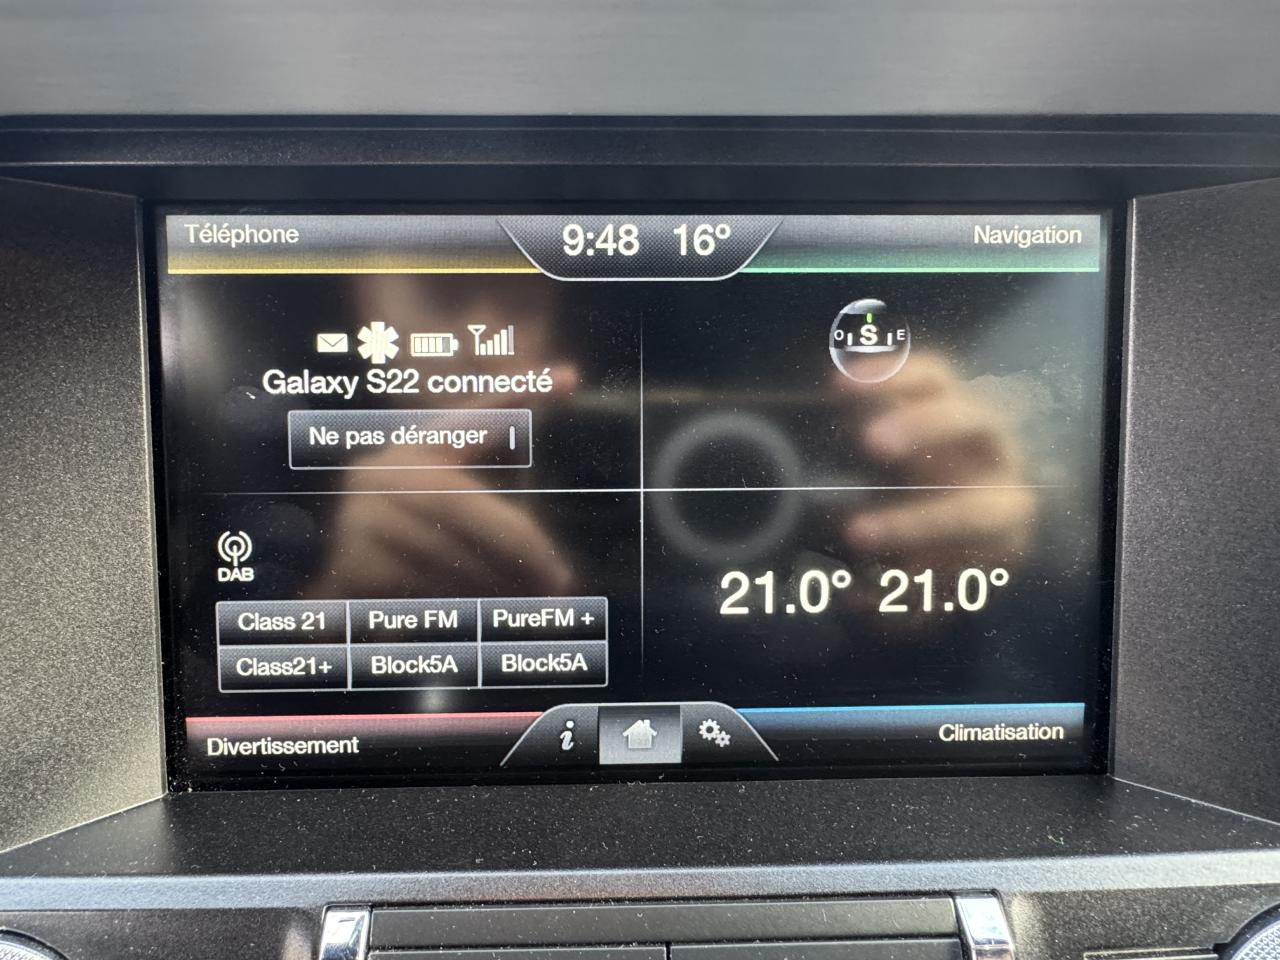 Téléphone
9:48 16°
Navigation
O S E
Galaxy S22 connecté
Ne pas déranger
DAB
Class 21 Pure FM PureFM +
Class21+ Block5A Block5A
21.0° 21.0°
Divertissement
i
Climatisation